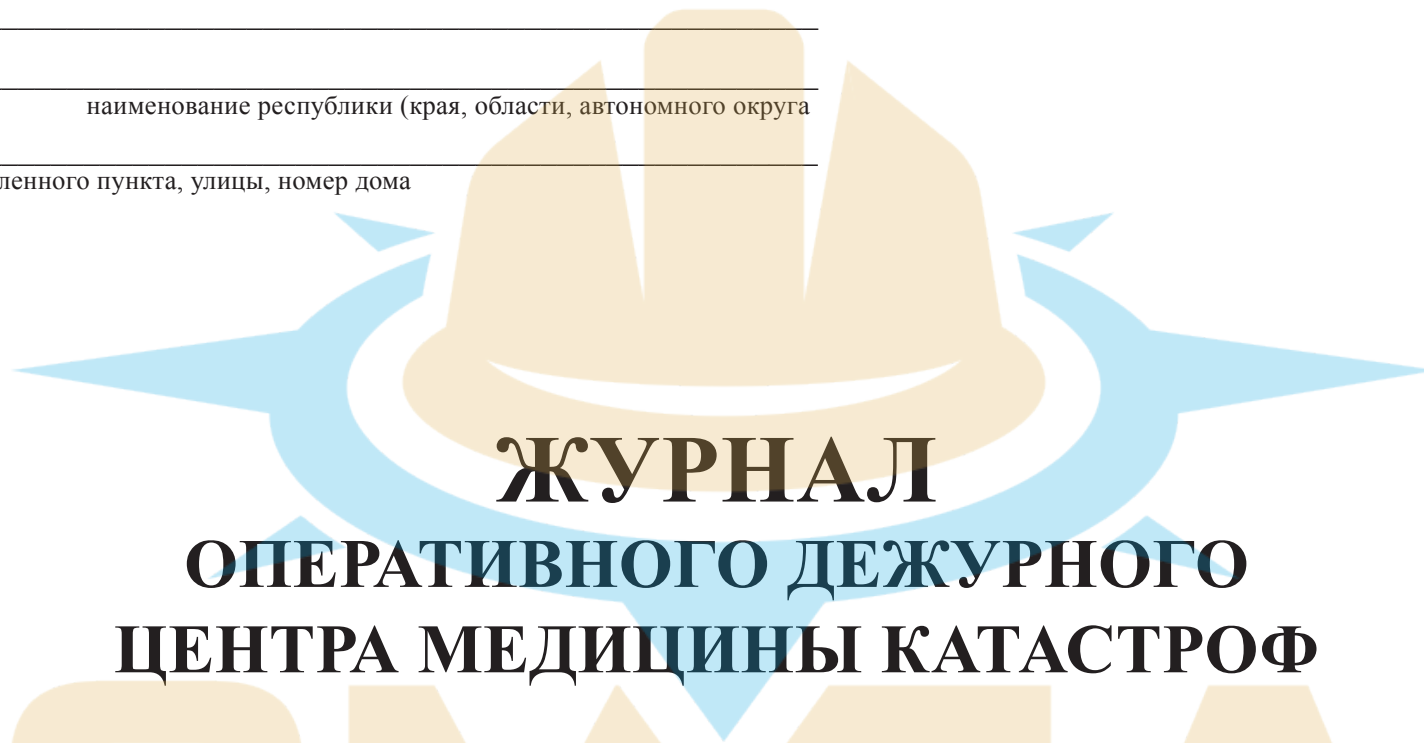 наименование республики (края, области, автономного округа
ленного пункта, улицы, номер дома
ЖУРНАЛ
ОПЕРАТИВНОГО ДЕЖУРНОГО
ЦЕНТРА МЕДИЦИНЫ КАТАСТРОФ